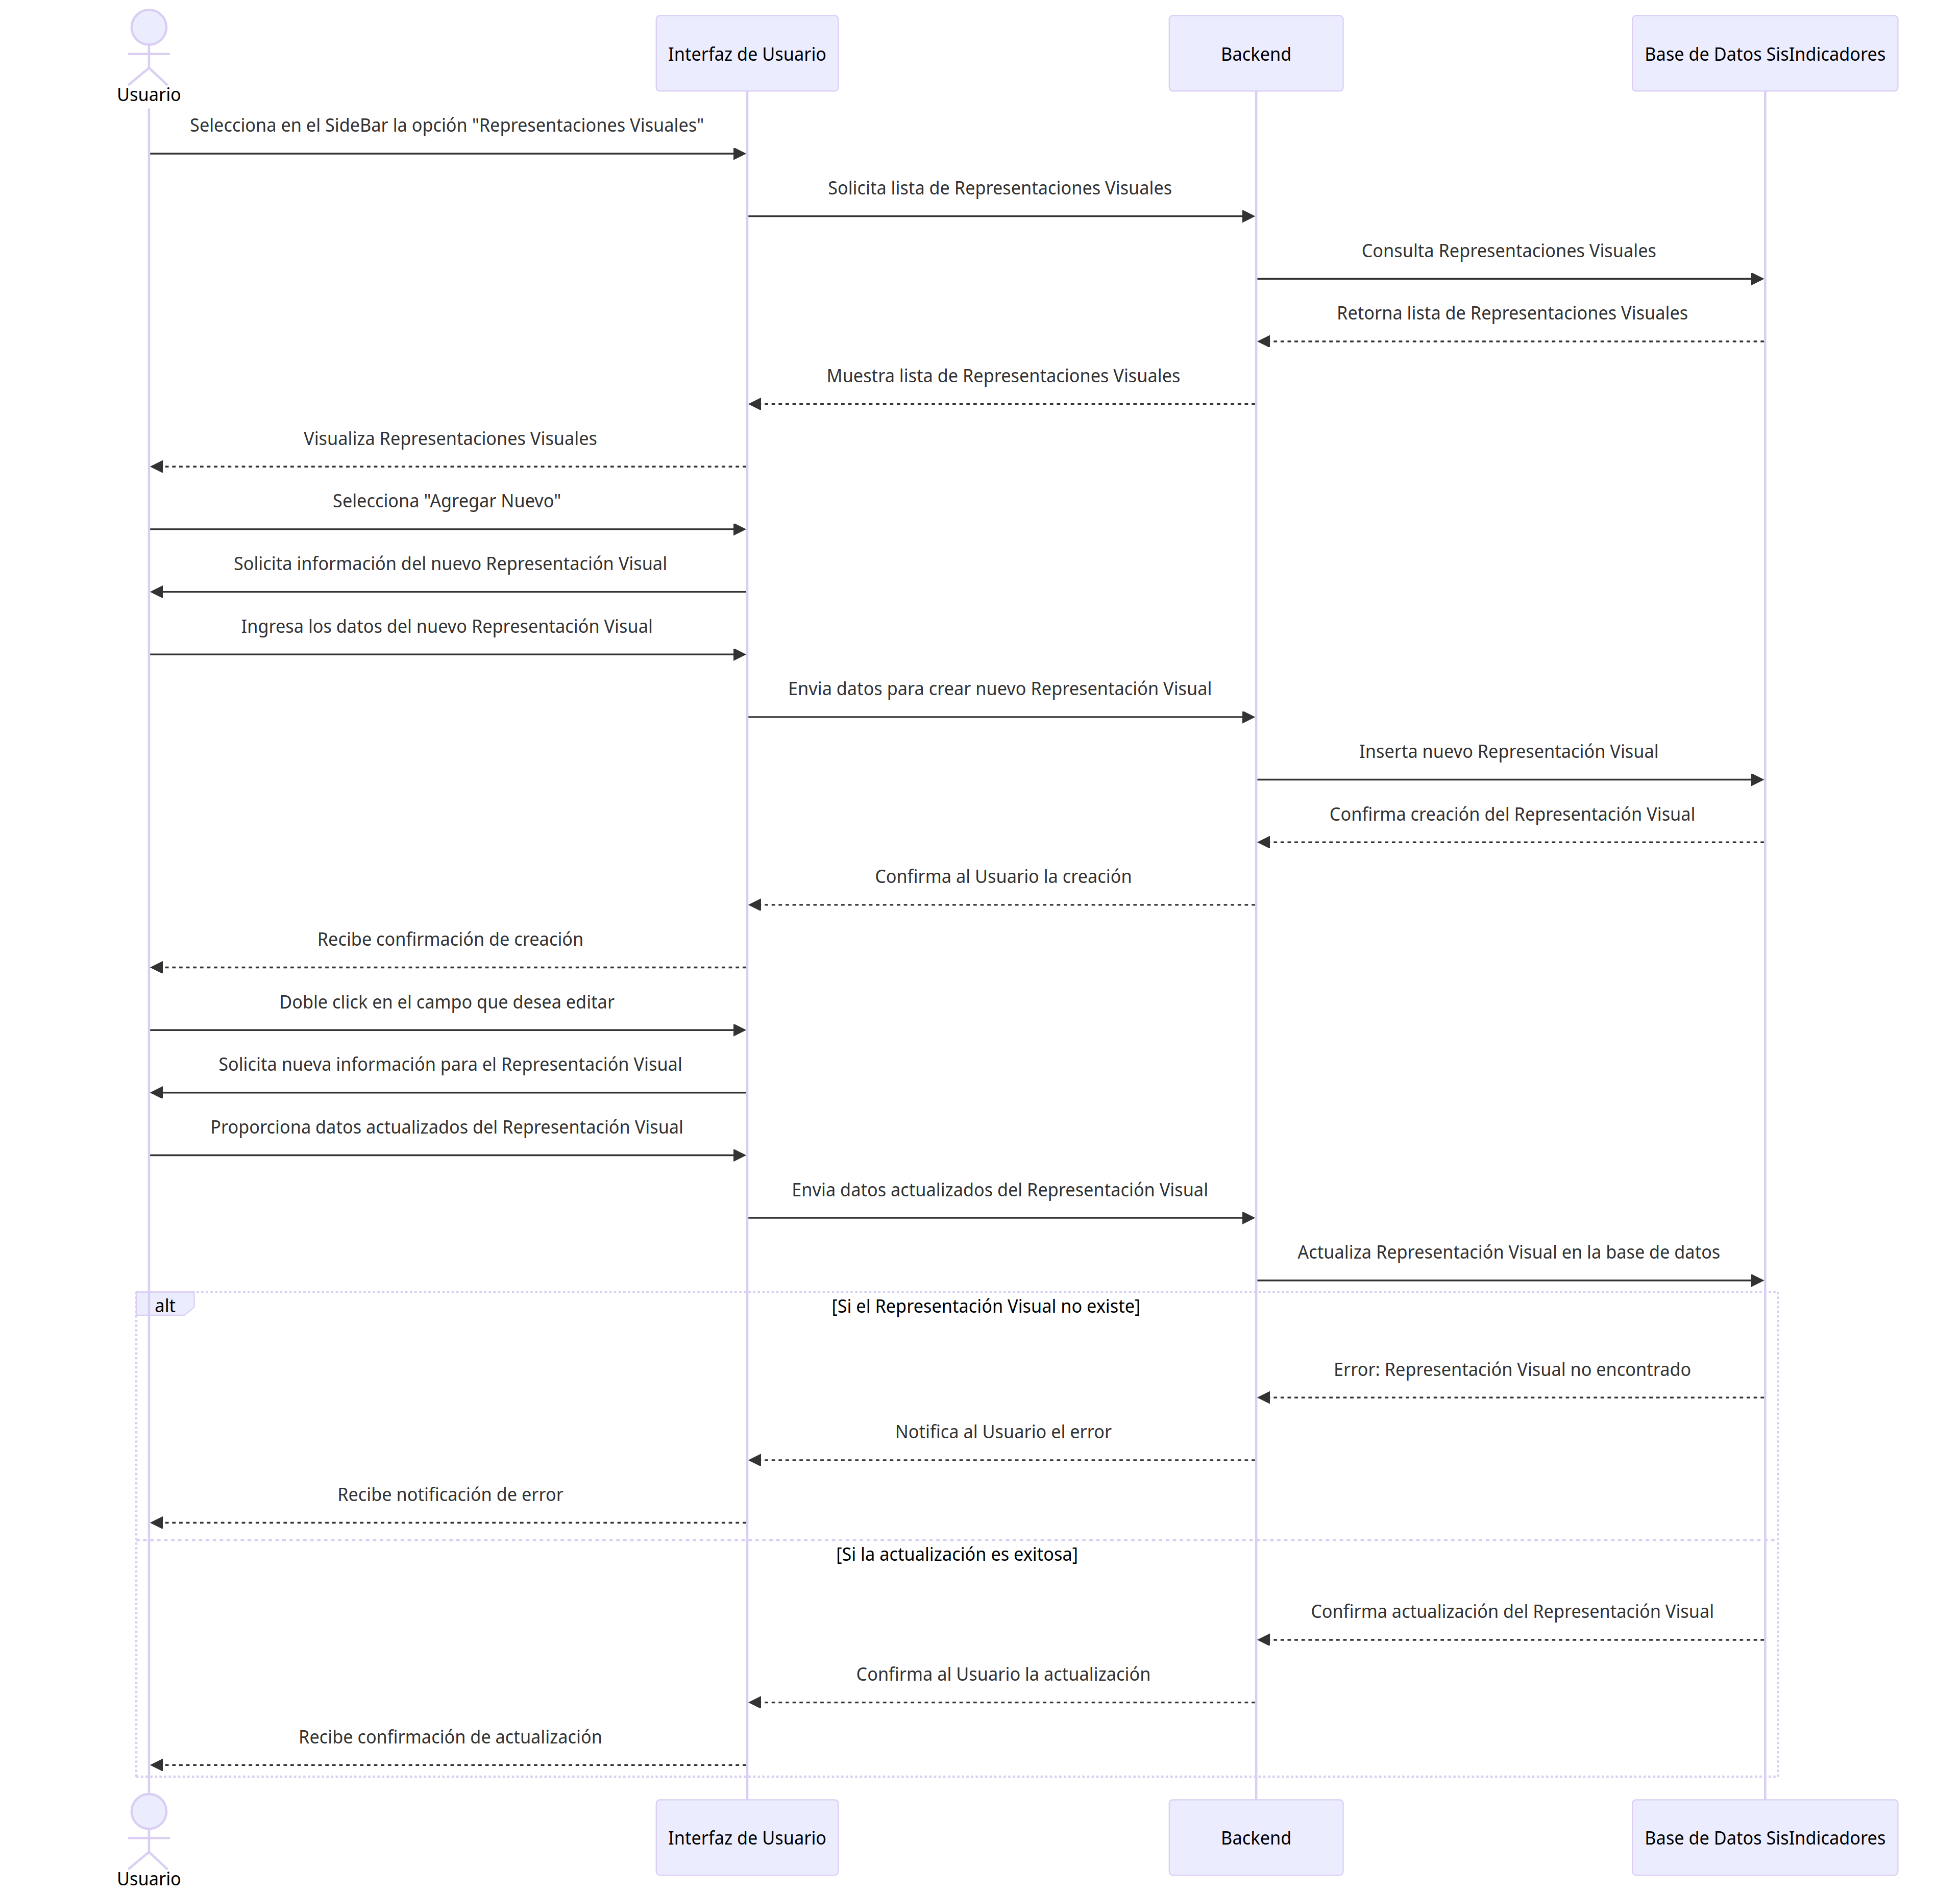 Usuario
Interfaz de Usuario
Backend
Base de Datos SisIndicadores
Selecciona en el SideBar la opción "Representaciones Visuales"
Solicita lista de Representaciones Visuales
Consulta Representaciones Visuales
Retorna lista de Representaciones Visuales
Muestra lista de Representaciones Visuales
Visualiza Representaciones Visuales
Selecciona "Agregar Nuevo"
Solicita información del nuevo Representación Visual
Ingresa los datos del nuevo Representación Visual
Envia datos para crear nuevo Representación Visual
Inserta nuevo Representación Visual
Confirma creación del Representación Visual
Confirma al Usuario la creación
Recibe confirmación de creación
Doble click en el campo que desea editar
Solicita nueva información para el Representación Visual
Proporciona datos actualizados del Representación Visual
Envia datos actualizados del Representación Visual
Actualiza Representación Visual en la base de datos
alt
[Si el Representación Visual no existe]
Error: Representación Visual no encontrado
Notifica al Usuario el error
Recibe notificación de error
[Si la actualización es exitosa]
Confirma actualización del Representación Visual
Confirma al Usuario la actualización
Recibe confirmación de actualización
Usuario
Interfaz de Usuario
Backend
Base de Datos SisIndicadores